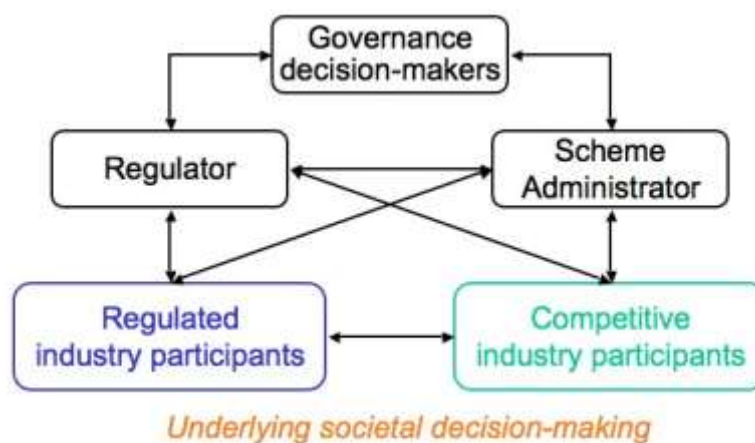 Governance
decision-makers
Regulator
Scheme
Administrator
Regulated
industry participants
Competitive
industry participants
Underlying societal decision-making